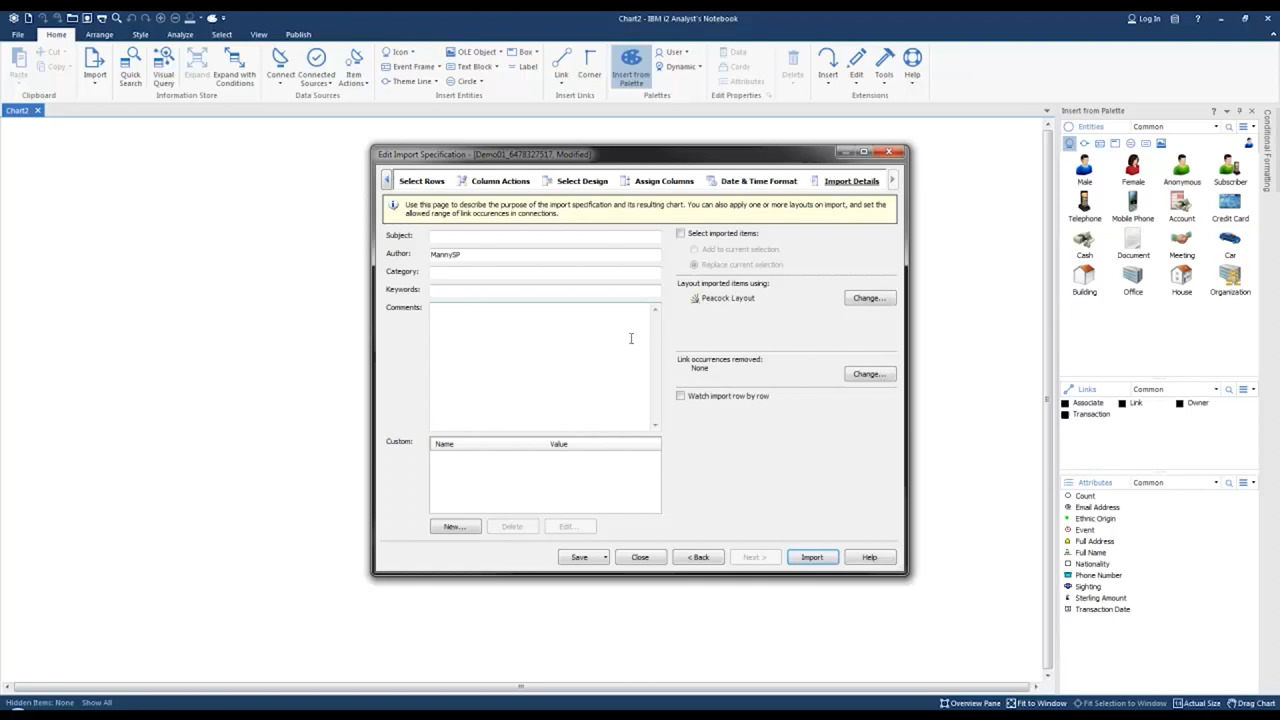 Chart2 - IBM i2 Analyst's Notebook
Log In
File Home Arrange Style Analyze Select View Publish
Paste
Cut
Copy
Clipboard
Import
Quick Search
Visual Query
Expand
Expand with Conditions
Information Store
Connect
Connected Sources
Item Actions
Data Sources
Icon
Event Frame
Theme Line
OLE Object
Text Block
Circle
Box
Label
Insert Entities
Link
Corner
Insert Links
Insert from Palette
User
Dynamic
Palettes
Data
Cards
Attributes
Edit Properties
Delete
Insert
Edit
Tools
Help
Extensions
Chart2
Insert from Palette
Conditional Formatting
Entities Common
Male Female Anonymous Subscriber
Telephone Mobile Phone Account Credit Card
Cash Document Meeting Car
Building Office House Organization
Links Common
Associate Link Owner
Transaction
Attributes Common
Count
Email Address
Ethnic Origin
Event
Full Address
Full Name
Nationality
Phone Number
Sighting
Sterling Amount
Transaction Date
Edit Import Specification - [Demo01_6478327517, Modified]
Select Rows Column Actions Select Design Assign Columns Date & Time Format Import Details
Use this page to describe the purpose of the import specification and its resulting chart. You can also apply one or more layouts on import, and set the
allowed range of link occurences in connections.
Subject:
Author: MannySP
Category:
Keywords:
Comments:
Custom: Name Value
New... Delete Edit...
Select imported items:
Add to current selection
Replace current selection
Layout imported items using:
Peacock Layout Change...
Link occurrences removed:
None Change...
Watch import row by row
Save Close < Back Next > Import Help
Hidden Items: None Show All
Overview Pane Fit to Window Fit Selection to Window Actual Size Drag Chart